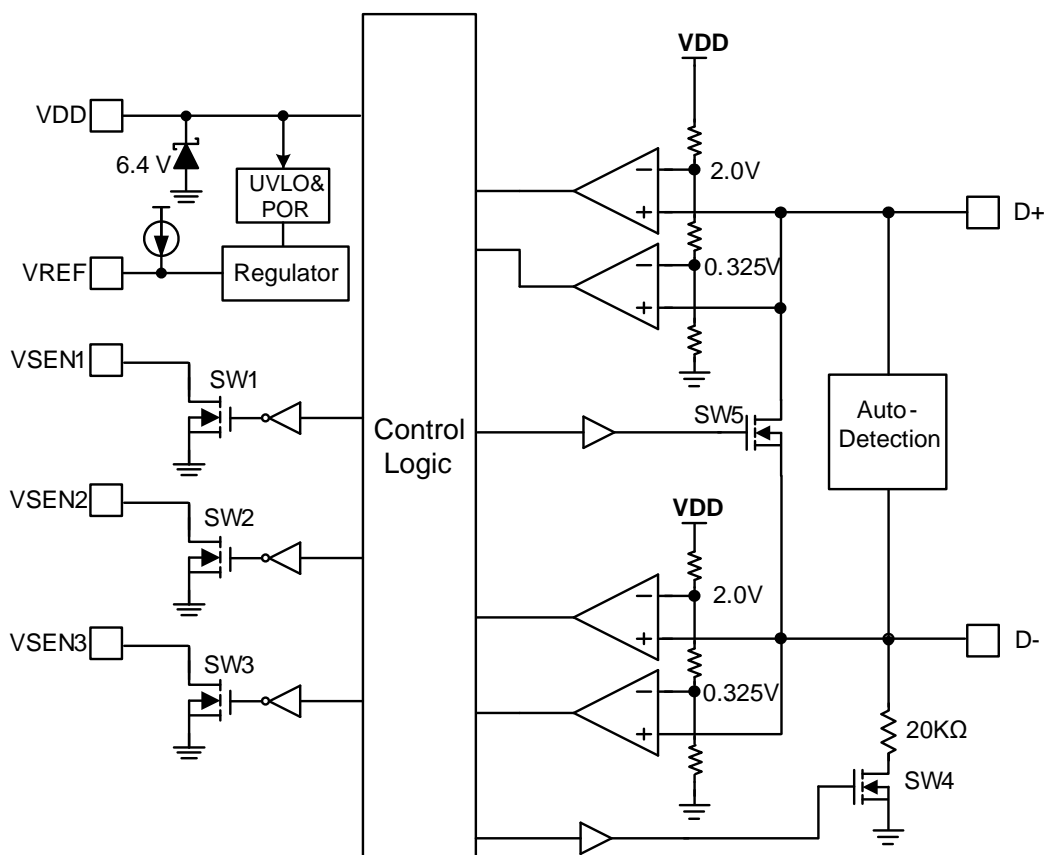 VDD
6.4 V
UVLO&
POR
VREF
Regulator
VSEN1
SW1
VSEN2
SW2
VSEN3
SW3
Control
Logic
VDD
2.0V
−
+
D+
0.325V
−
+
SW5
Auto-
Detection
VDD
2.0V
−
+
D-
0.325V
−
+
20KΩ
SW4